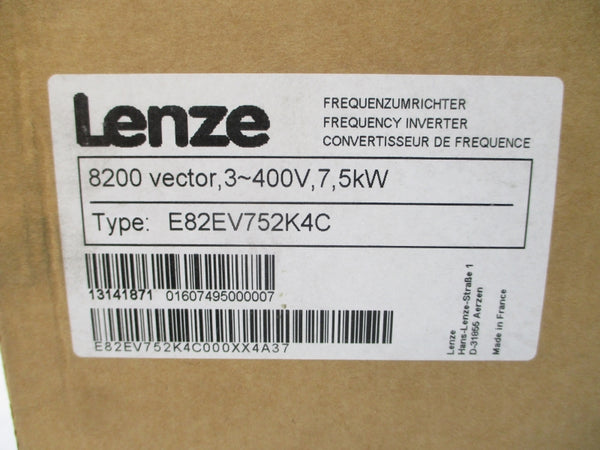 Lenze
FREQUENZUMRICHTER
FREQUENCY INVERTER
CONVERTISSEUR DE FREQUENCE
8200 vector,3~400V,7,5kW
Type: E82EV752K4C
13141871 01607495000007
E82EV752K4C000XX4A37
Lenze
Hans-Lenze-Straße 1
D-31855 Aerzen
Made in France